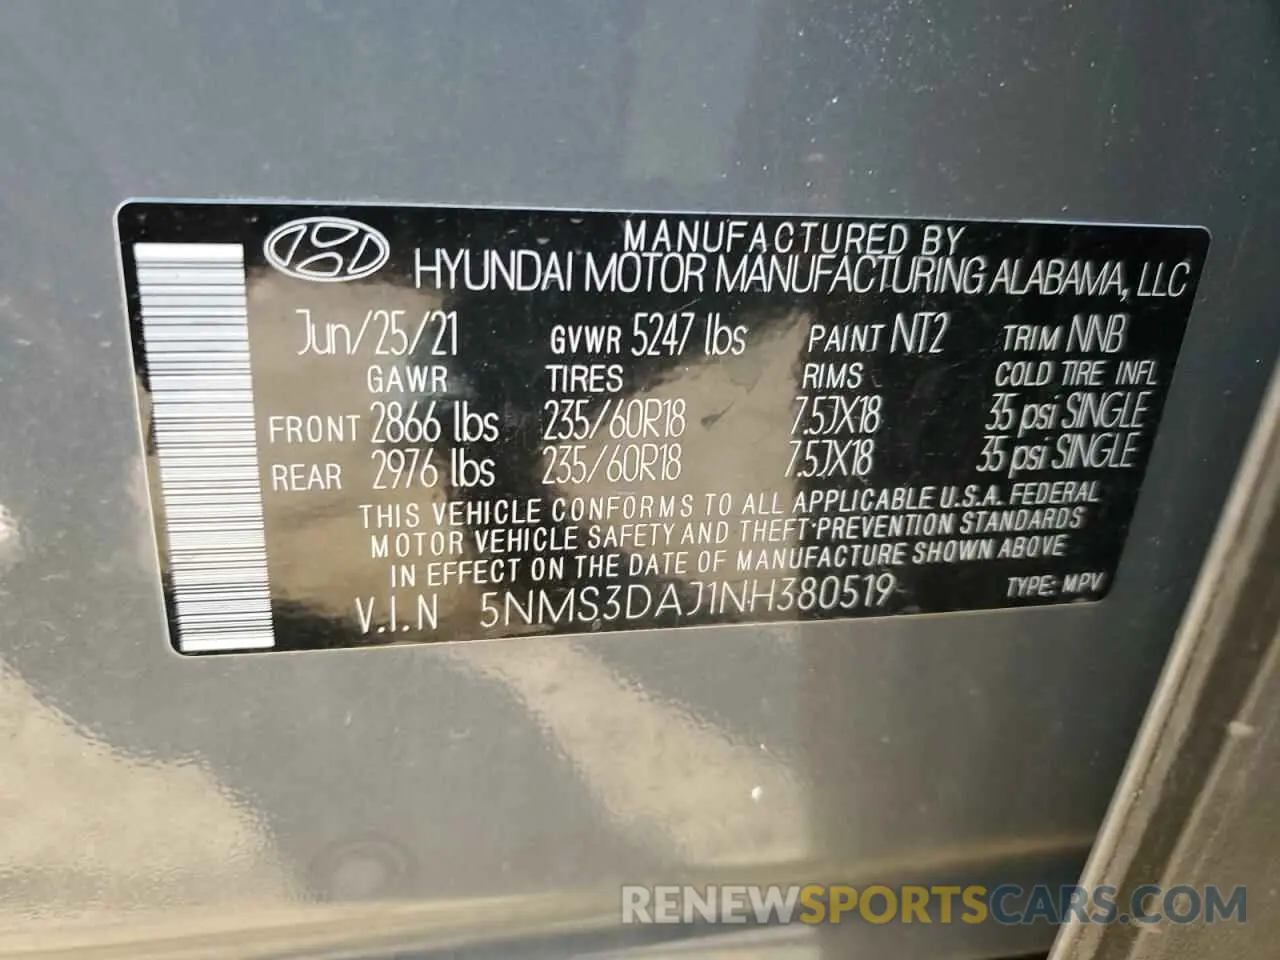 MANUFACTURED BY
HYUNDAI MOTOR MANUFACTURING ALABAMA, LLC
Jun/25/21 GVWR 5247 lbs PAINT NT2 TRIM NNB
GAWR TIRES RIMS COLD TIRE INFL
FRONT 2866 lbs 235/60R18 7.5JX18 35 psi SINGLE
REAR 2976 lbs 235/60R18 7.5JX18 35 psi SINGLE
THIS VEHICLE CONFORMS TO ALL APPLICABLE U.S.A. FEDERAL
MOTOR VEHICLE SAFETY AND THEFT PREVENTION STANDARDS
IN EFFECT ON THE DATE OF MANUFACTURE SHOWN ABOVE
V.I.N 5NMS3DAJ1NH380519 TYPE: MPV
RENEWSPORTSCARS.COM